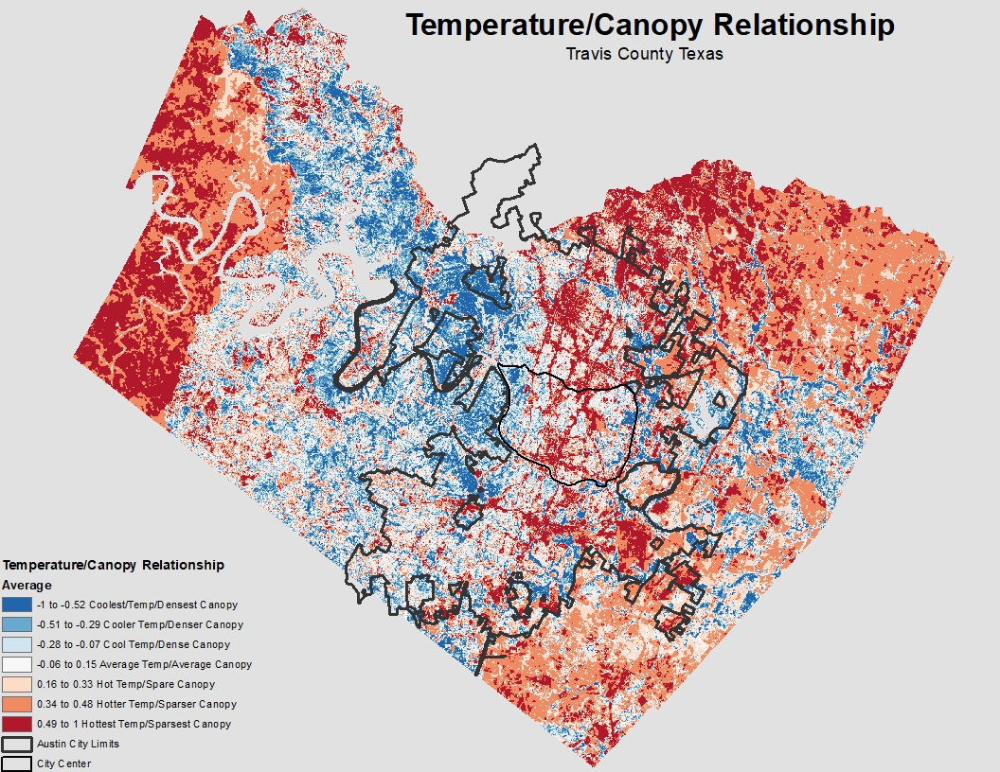 Temperature/Canopy Relationship
Travis County Texas
Temperature/Canopy Relationship
Average
-1 to -0.52 Coolest/Temp/Densest Canopy
-0.51 to -0.29 Cooler Temp/Denser Canopy
-0.28 to -0.07 Cool Temp/Dense Canopy
-0.06 to 0.15 Average Temp/Average Canopy
0.16 to 0.33 Hot Temp/Spare Canopy
0.34 to 0.48 Hotter Temp/Sparser Canopy
0.49 to 1 Hottest Temp/Sparsest Canopy
Austin City Limits
City Center